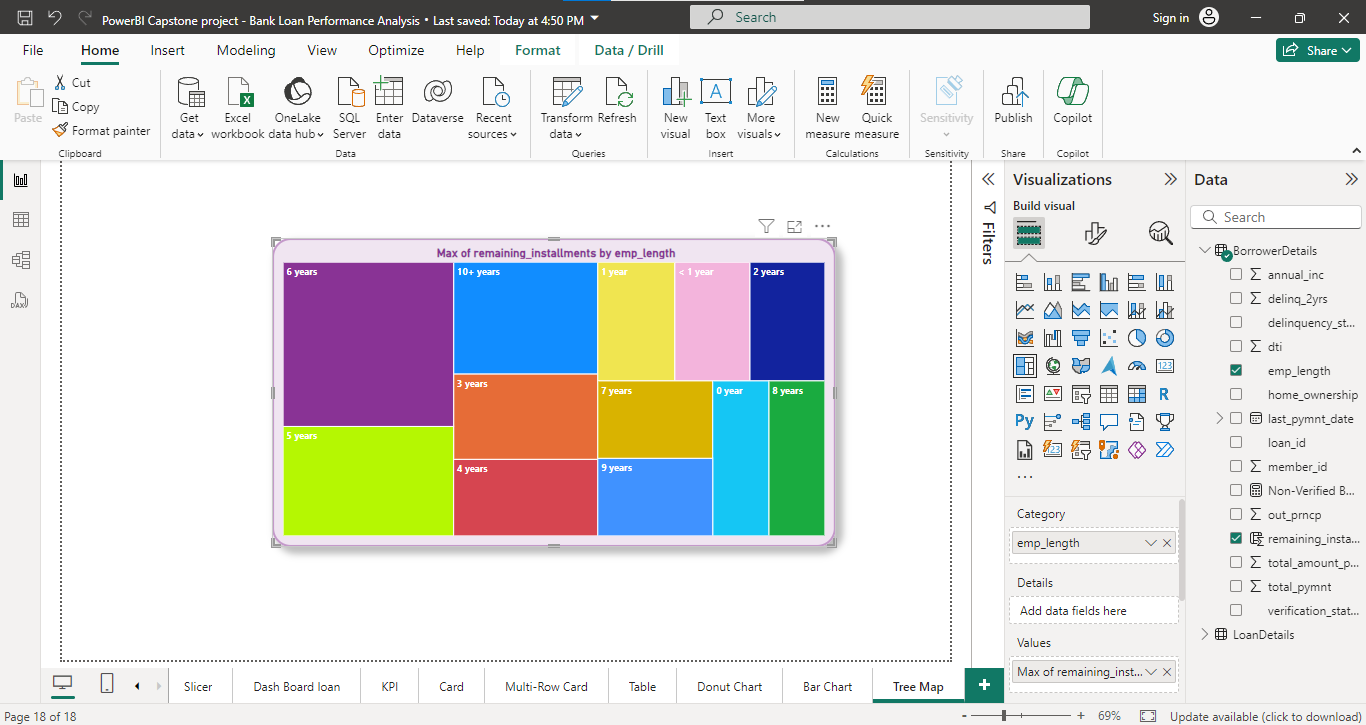 PowerBI Capstone project - Bank Loan Performance Analysis • Last saved: Today at 4:50 PM
Search
Sign in
File
Home
Insert
Modeling
View
Optimize
Help
Format
Data / Drill
Share
Paste
Cut
Copy
Format painter
Get data
Excel workbook
OneLake data hub
SQL Server
Enter data
Dataverse
Recent sources
Transform data
Refresh
New visual
Text box
More visuals
New measure
Quick measure
Sensitivity
Publish
Copilot
Clipboard
Data
Queries
Insert
Calculations
Sensitivity
Share
Copilot
DAX
Max of remaining_installments by emp_length
6 years
10+ years
1 year
< 1 year
2 years
3 years
7 years
0 year
8 years
5 years
4 years
9 years
Filters
Visualizations
Build visual
123
R
Py
123
...
Category
emp_length
Details
Add data fields here
Values
Max of remaining_inst...
Data
Search
BorrowerDetails
annual_inc
delinq_2yrs
delinquency_st...
dti
emp_length
home_ownership
last_pymnt_date
loan_id
member_id
Non-Verified B...
out_prncp
remaining_insta...
total_amount_p...
total_pymnt
verification_stat...
LoanDetails
Slicer
Dash Board loan
KPI
Card
Multi-Row Card
Table
Donut Chart
Bar Chart
Tree Map
+
Page 18 of 18
- + 69%
Update available (click to download)